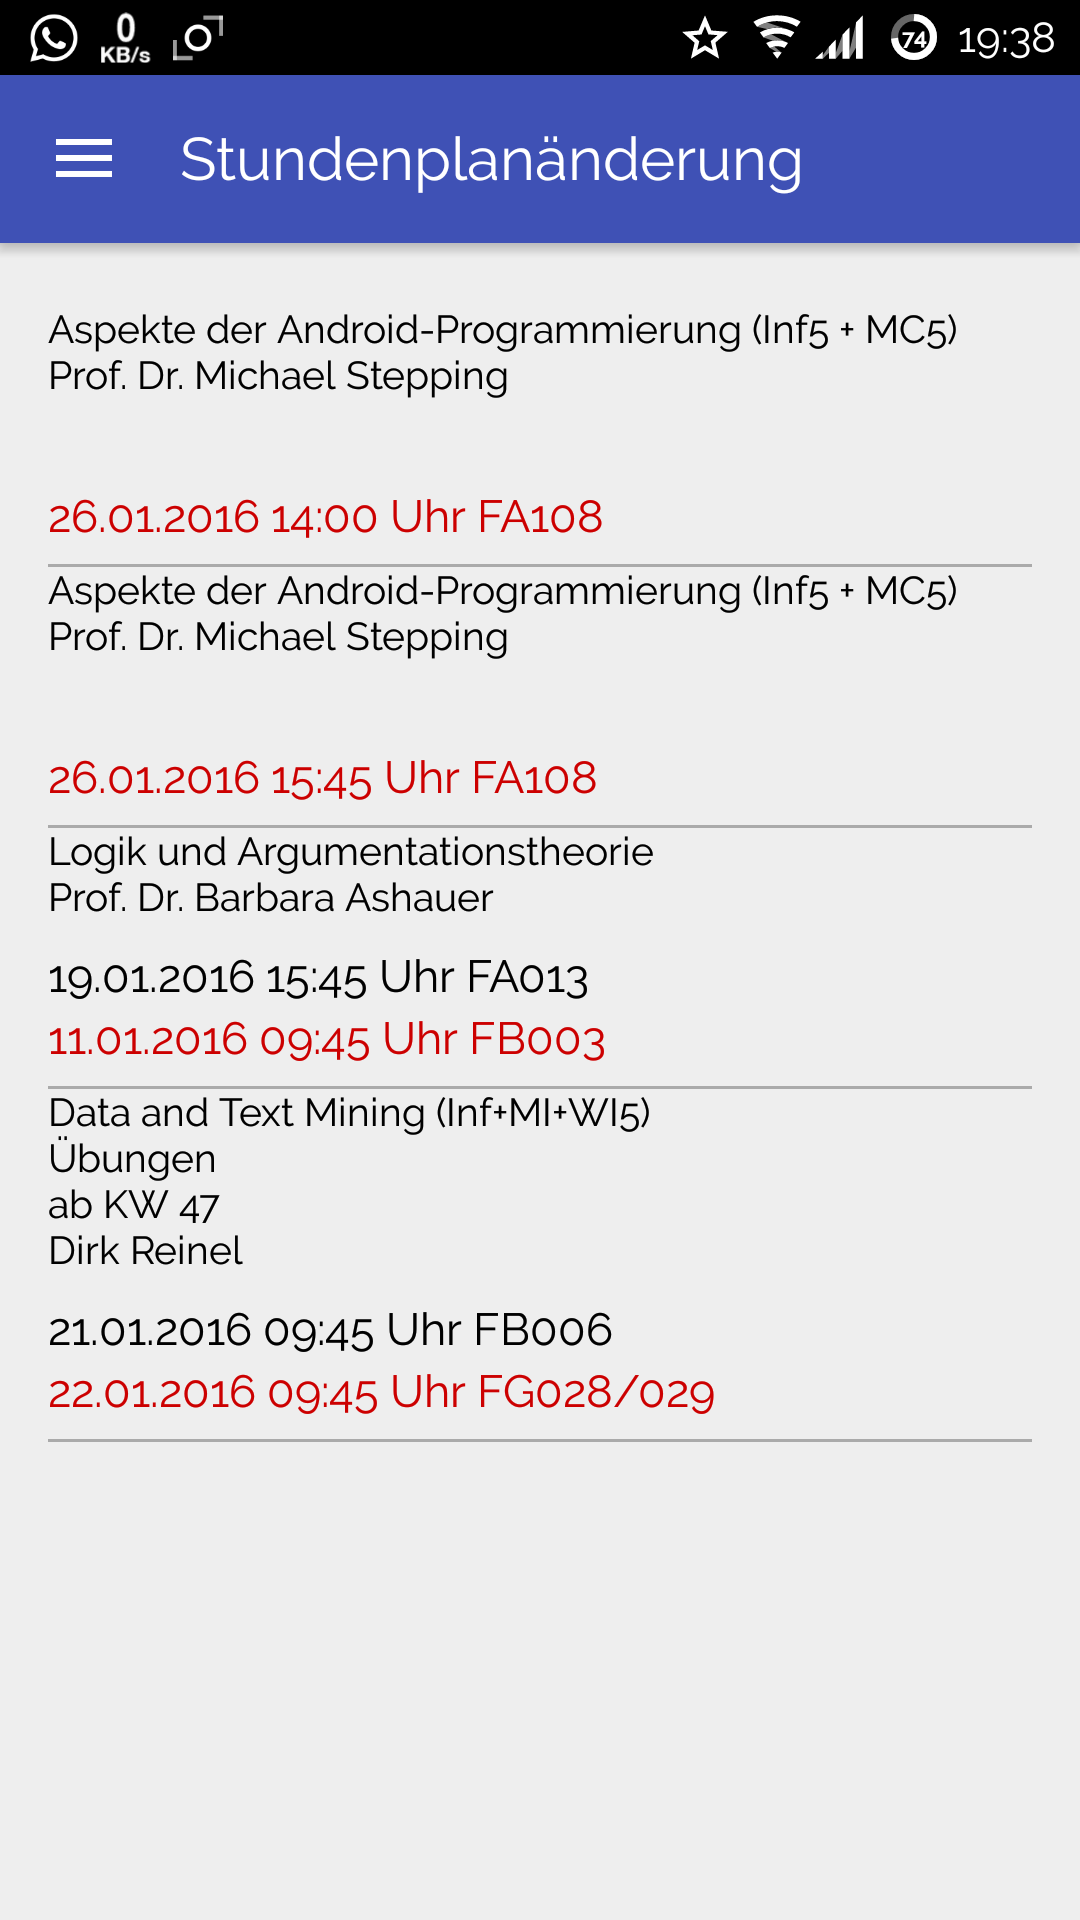 0
KB/s
74
19:38
Stundenplanänderung
Aspekte der Android-Programmierung (Inf5 + MC5)
Prof. Dr. Michael Stepping
26.01.2016 14:00 Uhr FA108
Aspekte der Android-Programmierung (Inf5 + MC5)
Prof. Dr. Michael Stepping
26.01.2016 15:45 Uhr FA108
Logik und Argumentationstheorie
Prof. Dr. Barbara Ashauer
19.01.2016 15:45 Uhr FA013
11.01.2016 09:45 Uhr FB003
Data and Text Mining (Inf+MI+WI5)
Übungen
ab KW 47
Dirk Reinel
21.01.2016 09:45 Uhr FB006
22.01.2016 09:45 Uhr FG028/029